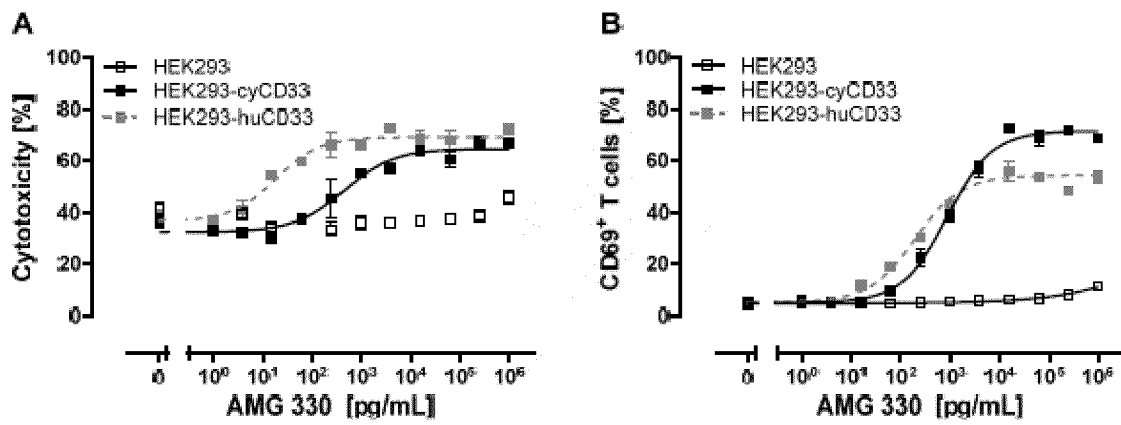 A
Cytotoxicity [%]
100
80
60
40
20
0
HEK293
HEK293-cyCD33
HEK293-huCD33
0 10⁰ 10¹ 10² 10³ 10⁴ 10⁵ 10⁶
AMG 330 [pg/mL]
B
CD69⁺ T cells [%]
100
80
60
40
20
0
HEK293
HEK293-cyCD33
HEK293-huCD33
0 10⁰ 10¹ 10² 10³ 10⁴ 10⁵ 10⁶
AMG 330 [pg/mL]